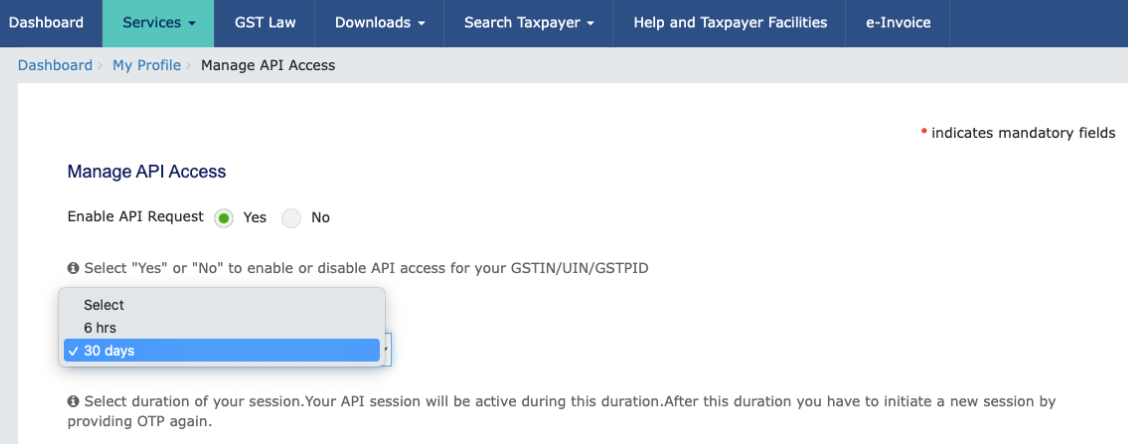 Dashboard Services GST Law Downloads Search Taxpayer Help and Taxpayer Facilities e-Invoice
Dashboard > My Profile > Manage API Access
• indicates mandatory fields
Manage API Access
Enable API Request Yes No
Select "Yes" or "No" to enable or disable API access for your GSTIN/UIN/GSTPID
Select
6 hrs
✓ 30 days
Select duration of your session.Your API session will be active during this duration.After this duration you have to initiate a new session by
providing OTP again.